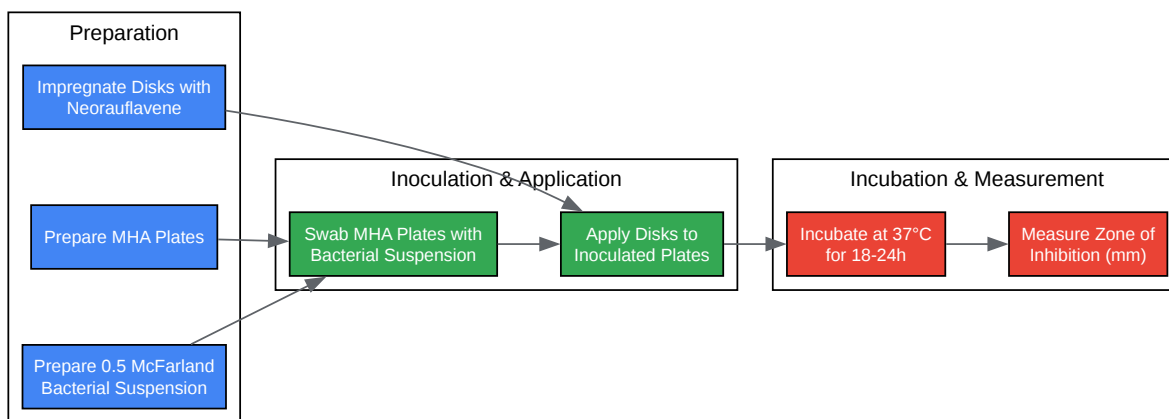 Preparation
Impregnate Disks with
Neorauflavene
Prepare MHA Plates
Prepare 0.5 McFarland
Bacterial Suspension
Inoculation & Application
Swab MHA Plates with
Bacterial Suspension
Apply Disks to
Inoculated Plates
Incubation & Measurement
Incubate at 37°C
for 18-24h
Measure Zone of
Inhibition (mm)